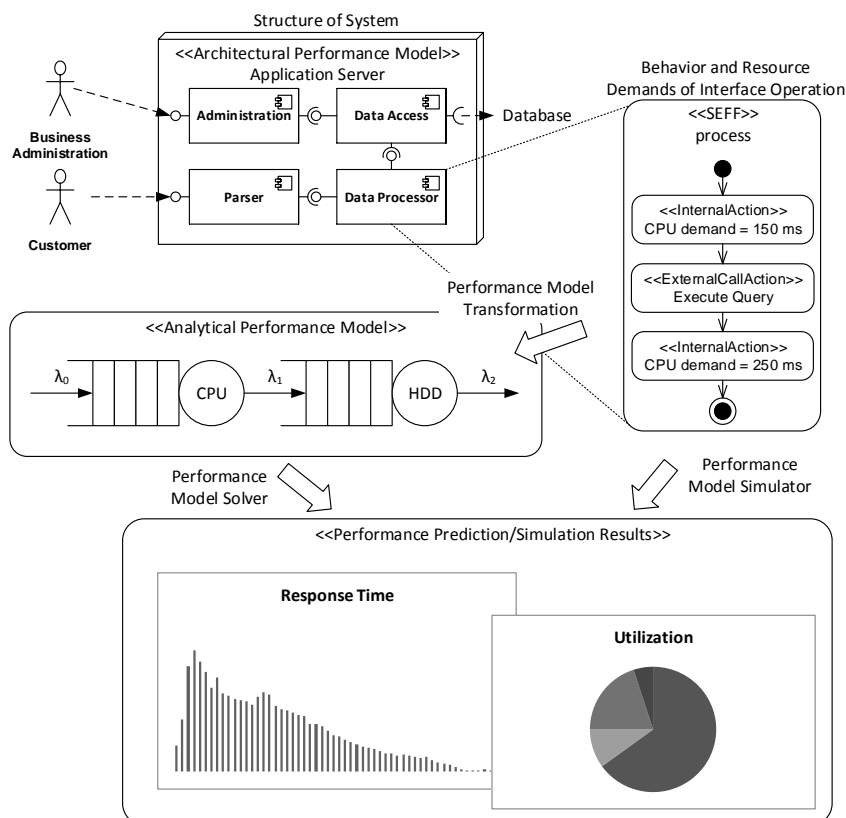 Structure of System
<<Architectural Performance Model>>
Application Server
Business
Administration
Customer
Administration
Data Access
Database
Parser
Data Processor
Behavior and Resource
Demands of Interface Operation
<<SEFF>>
process
<<InternalAction>>
CPU demand = 150 ms
<<ExternalCallAction>>
Execute Query
<<InternalAction>>
CPU demand = 250 ms
Performance Model
Transformation
<<Analytical Performance Model>>
λ0
CPU
λ1
HDD
λ2
Performance
Model Solver
Performance
Model Simulator
<<Performance Prediction/Simulation Results>>
Response Time
Utilization